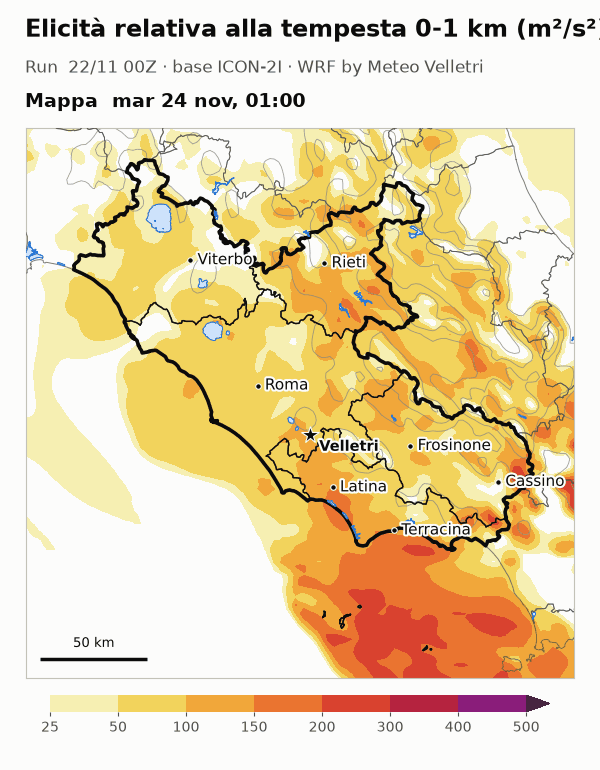 Elicità relativa alla tempesta 0-1 km (m²/s²)
Run 22/11 00Z · base ICON-2I · WRF by Meteo Velletri
Mappa mar 24 nov, 01:00
Viterbo
Rieti
Roma
Velletri
Frosinone
Cassino
Latina
Terracina
50 km
25 50 100 150 200 300 400 500